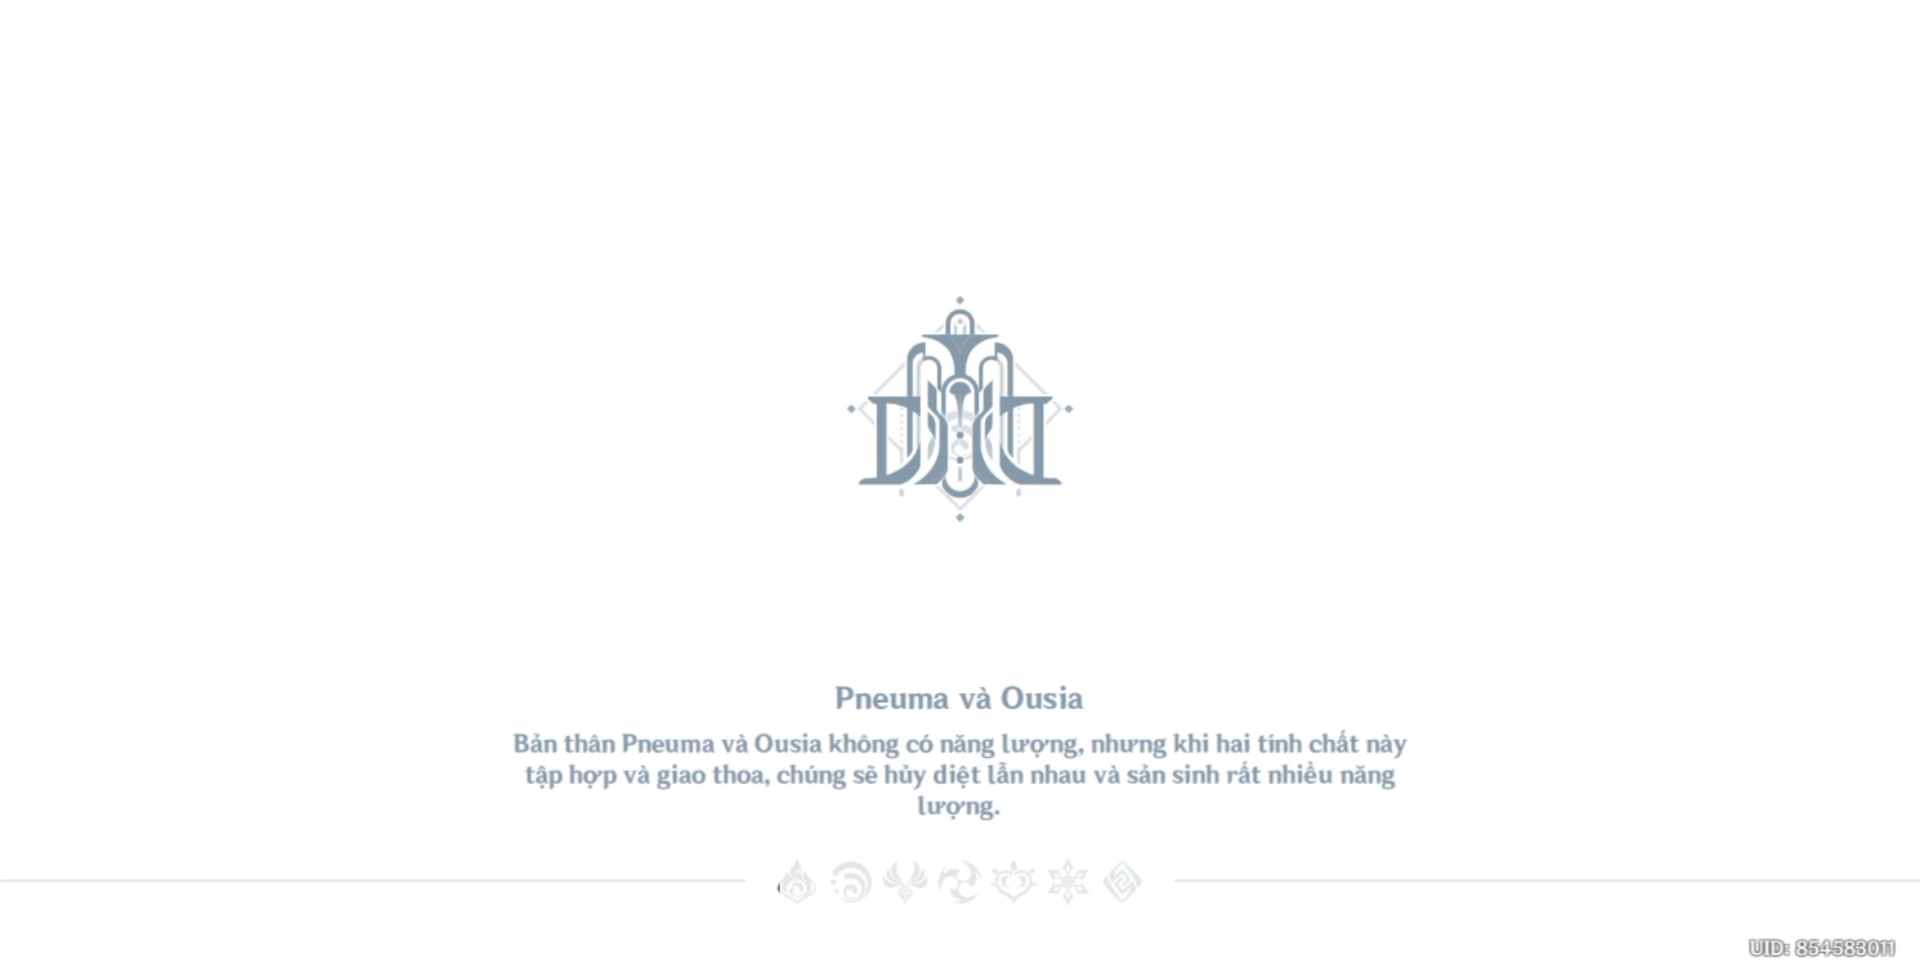 Pneuma và Ousia
Bản thân Pneuma và Ousia không có năng lượng, nhưng khi hai tính chất này
tập hợp và giao thoa, chúng sẽ hủy diệt lẫn nhau và sản sinh rất nhiều năng
lượng.
UID: 854583011